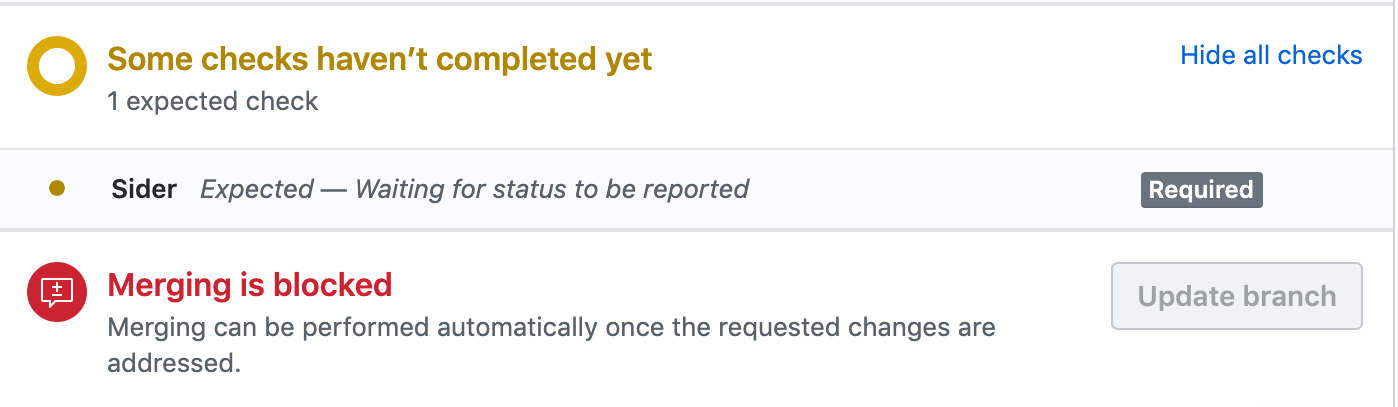 Some checks haven’t completed yet
Hide all checks
1 expected check
Sider Expected — Waiting for status to be reported
Required
Merging is blocked
Update branch
Merging can be performed automatically once the requested changes are
addressed.